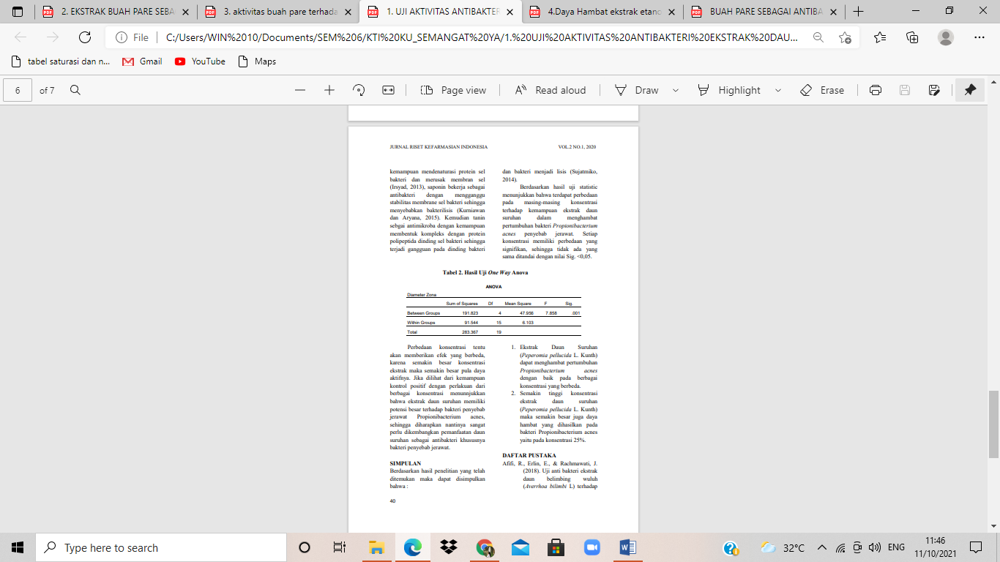 2. EKSTRAK BUAH PARE SEBA
3. aktivitas buah pare terhada
1. UJI AKTIVITAS ANTIBAKTER
4.Daya Hambat ekstrak etano
BUAH PARE SEBAGAI ANTIBA
File
C:/Users/WIN%2010/Documents/SEM%206/KTI%20KU_SEMANGAT%20YA/1.%20UJI%20AKTIVITAS%20ANTIBAKTERI%20EKSTRAK%20DAU...
tabel saturasi dan n...
Gmail
YouTube
Maps
6 of 7
Page view
Read aloud
Draw
Highlight
Erase
JURNAL RISET KEFARMASIAN INDONESIA
VOL.2 NO.1, 2020
kemampuan mendenaturasi protein sel
bakteri dan merusak membran sel
(Irsyad, 2013), saponin bekerja sebagai
antibakteri dengan mengganggu
stabilitas membrane sel bakteri sehingga
menyebabkan bakterilisis (Kurniawan
dan Aryana, 2015). Kemudian tanin
sebgai antimikroba dengan kemampuan
membentuk kompleks dengan protein
polipeptida dinding sel bakteri sehingga
terjadi gangguan pada dinding bakteri
dan bakteri menjadi lisis (Sujatmiko,
2014).
Berdasarkan hasil uji statistic
menunjukkan bahwa terdapat perbedaan
pada masing-masing konsentrasi
terhadap kemampuan ekstrak daun
suruhan dalam menghambat
pertumbuhan bakteri Propionibacterium
acnes penyebab jerawat. Setiap
konsentrasi memiliki perbedaan yang
signifikan, sehingga tidak ada yang
sama ditandai dengan nilai Sig. <0,05.
Tabel 2. Hasil Uji One Way Anova
ANOVA
Diameter Zona
Sum of Squares Df Mean Square F Sig.
Between Groups 191.823 4 47.956 7.858 .001
Within Groups 91.544 15 6.103
Total 283.367 19
Perbedaan konsentrasi tentu
akan memberikan efek yang berbeda,
karena semakin besar konsentrasi
ekstrak maka semakin besar pula daya
aktifnya. Jika dilihat dari kemampuan
kontrol positif dengan perlakuan dari
berbagai konsentrasi menunnjukkan
bahwa ekstrak daun suruhan memiliki
potensi besar terhadap bakteri penyebab
jerawat Propionibacterium acnes,
sehingga diharapkan nantinya sangat
perlu dikembangkan pemanfaatan daun
suruhan sebagai antibakteri khususnya
bakteri penyebab jerawat.
SIMPULAN
Berdasarkan hasil penelitian yang telah
ditemukan maka dapat disimpulkan
bahwa :
1. Ekstrak Daun Suruhan
(Peperomia pellucida L. Kunth)
dapat menghambat pertumbuhan
Propionibacterium acnes
dengan baik pada berbagai
konsentrasi yang berbeda.
2. Semakin tinggi konsentrasi
ekstrak daun suruhan
(Peperomia pellucida L. Kunth)
maka semakin besar juga daya
hambat yang dihasilkan pada
bakteri Propionibacterium acnes
yaitu pada konsentrasi 25%.
DAFTAR PUSTAKA
Afifi, R., Erlin, E., & Rachmawati, J.
(2018). Uji anti bakteri ekstrak
daun belimbing wuluh
(Averrhoa bilimbi L) terhadap
40
Type here to search
32°C
ENG
11:46
11/10/2021